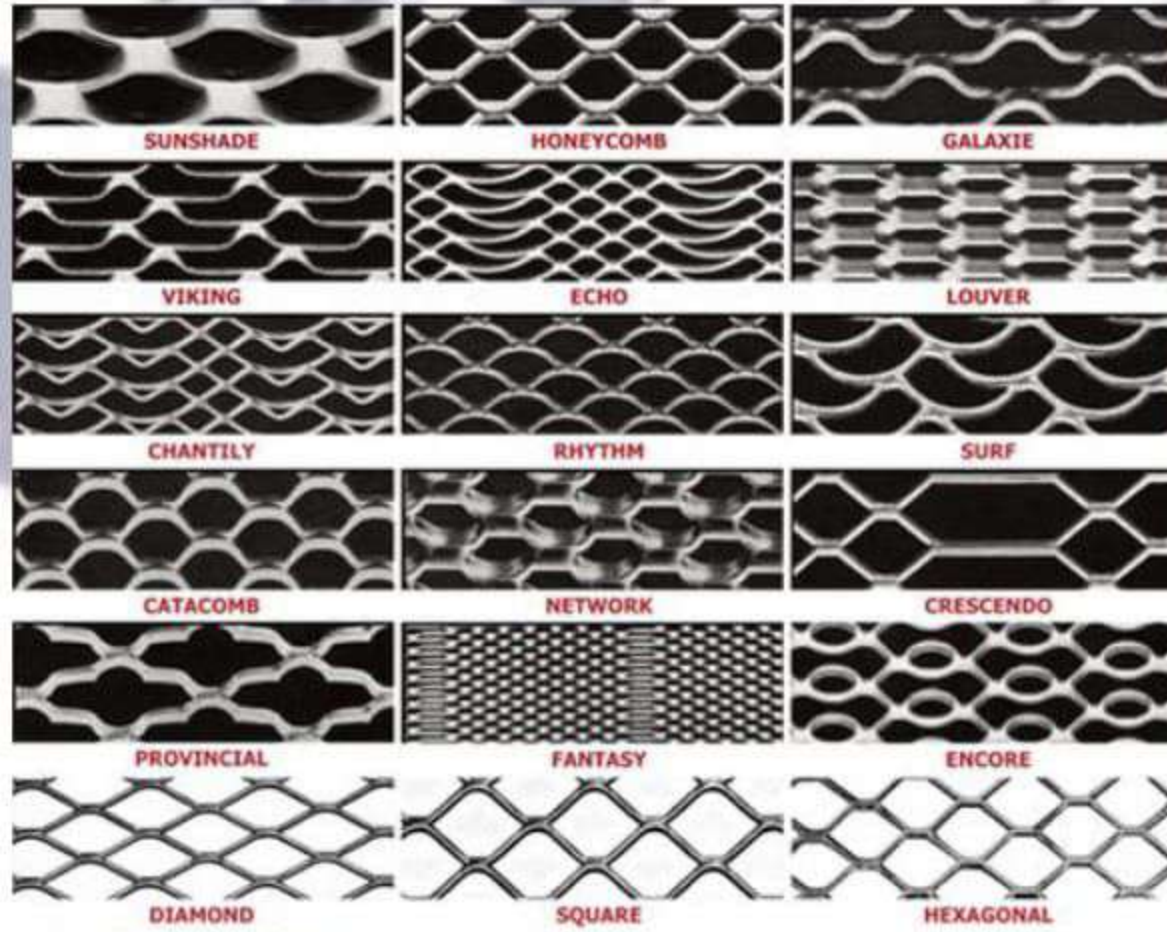 SUNSHADE
HONEYCOMB
GALAXIE
VIKING
ECHO
LOUVER
CHANTILY
RHYTHM
SURF
CATACOMB
NETWORK
CRESCENDO
PROVINCIAL
FANTASY
ENCORE
DIAMOND
SQUARE
HEXAGONAL